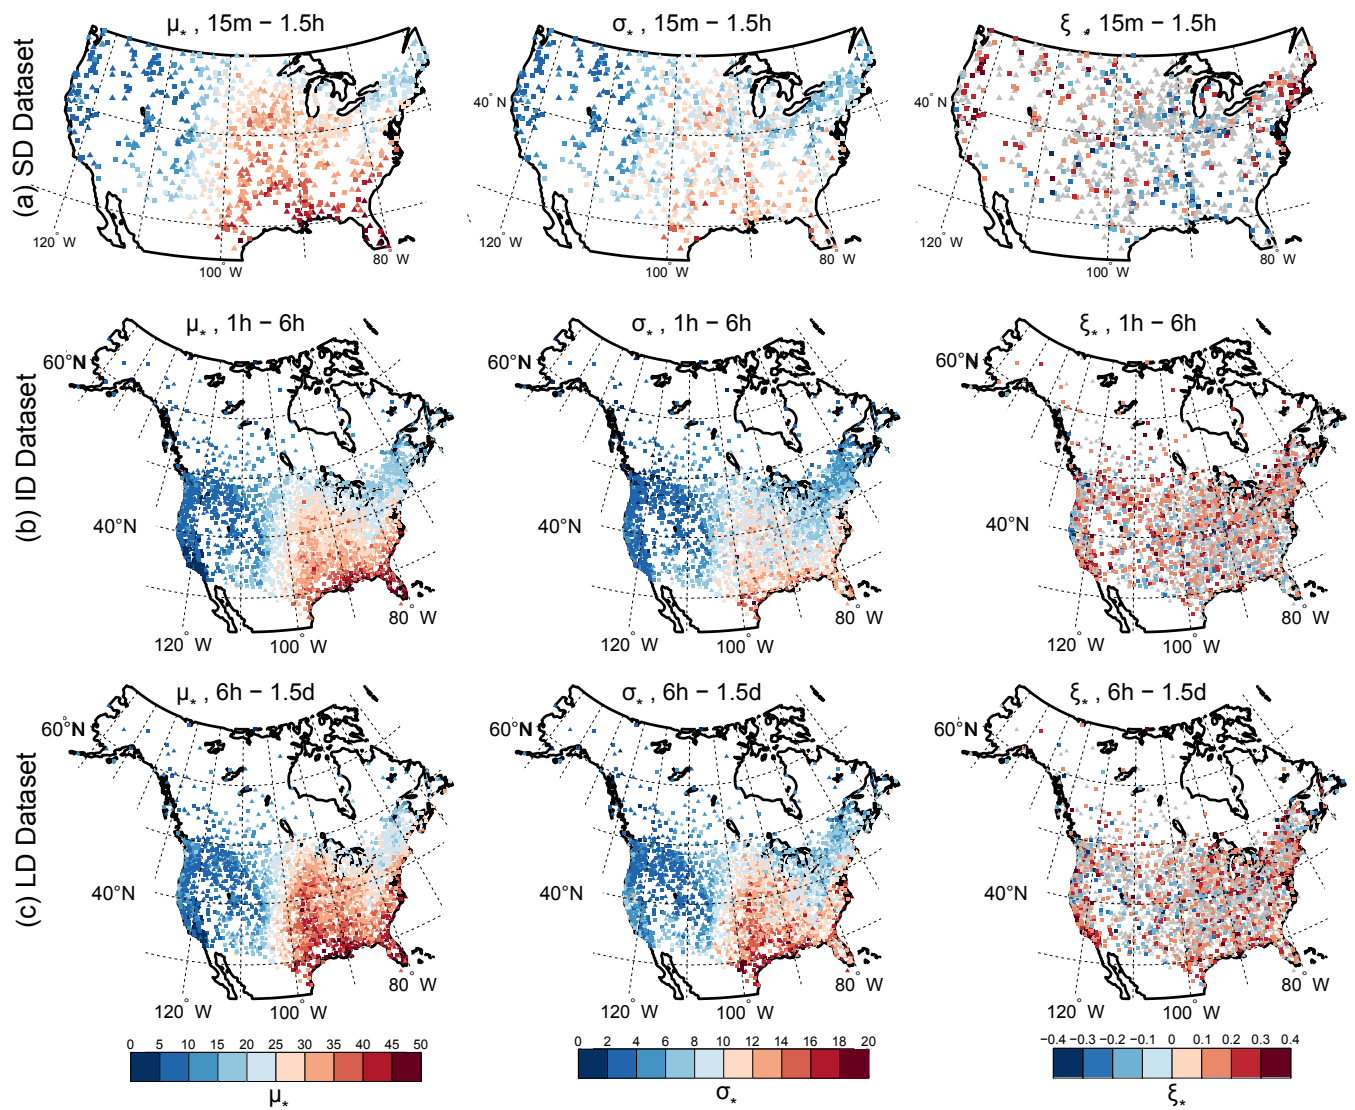 (a) SD Dataset
μ* , 15m − 1.5h
σ* , 15m − 1.5h
ξ * , 15m − 1.5h
40° N
40° N
120° W
100° W
80° W
120° W
100° W
80° W
120° W
100° W
80° W
(b) ID Dataset
μ* , 1h − 6h
σ* , 1h − 6h
ξ* , 1h − 6h
60°N
60°N
60°N
40°N
40°N
40°N
120° W
100° W
80° W
120° W
100° W
80° W
120° W
100° W
80° W
(c) LD Dataset
μ* , 6h − 1.5d
σ* , 6h − 1.5d
ξ* , 6h − 1.5d
60°N
60°N
60°N
40°N
40°N
40°N
120° W
100° W
80° W
120° W
100° W
80° W
120° W
100° W
80° W
0 5 10 15 20 25 30 35 40 45 50
μ*
0 2 4 6 8 10 12 14 16 18 20
σ*
−0.4 −0.3 −0.2 −0.1 0 0.1 0.2 0.3 0.4
ξ*